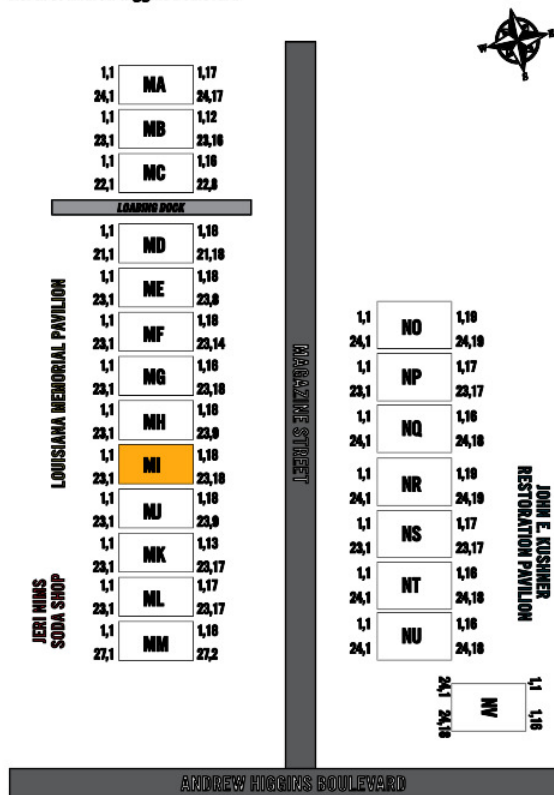 N
W
E
S
1,1 MA 1,17
24,1 24,17
1,1 MB 1,12
23,1 23,16
1,1 MC 1,16
22,1 22,8
LOADING DOCK
1,1 MD 1,18
21,1 21,18
1,1 ME 1,18
23,1 23,8
1,1 MF 1,18
23,1 23,14
1,1 MG 1,16
23,1 23,18
1,1 MH 1,18
23,1 23,9
1,1 MI 1,18
23,1 23,18
1,1 MJ 1,18
23,1 23,9
1,1 MK 1,13
23,1 23,17
1,1 ML 1,17
23,1 23,17
1,1 MM 1,18
27,1 27,2
LOUISIANA MEMORIAL PAVILION
JERI NIMS
SODA SHOP
MAGAZINE STREET
1,1 NO 1,19
24,1 24,19
1,1 NP 1,17
23,1 23,17
1,1 NQ 1,16
24,1 24,18
1,1 NR 1,19
24,1 24,19
1,1 NS 1,17
23,1 23,17
1,1 NT 1,16
24,1 24,18
1,1 NU 1,16
24,1 24,18
JOHN E. KUSHNER
RESTORATION PAVILION
1,1 NV 1,16
24,1 24,18
ANDREW HIGGINS BOULEVARD